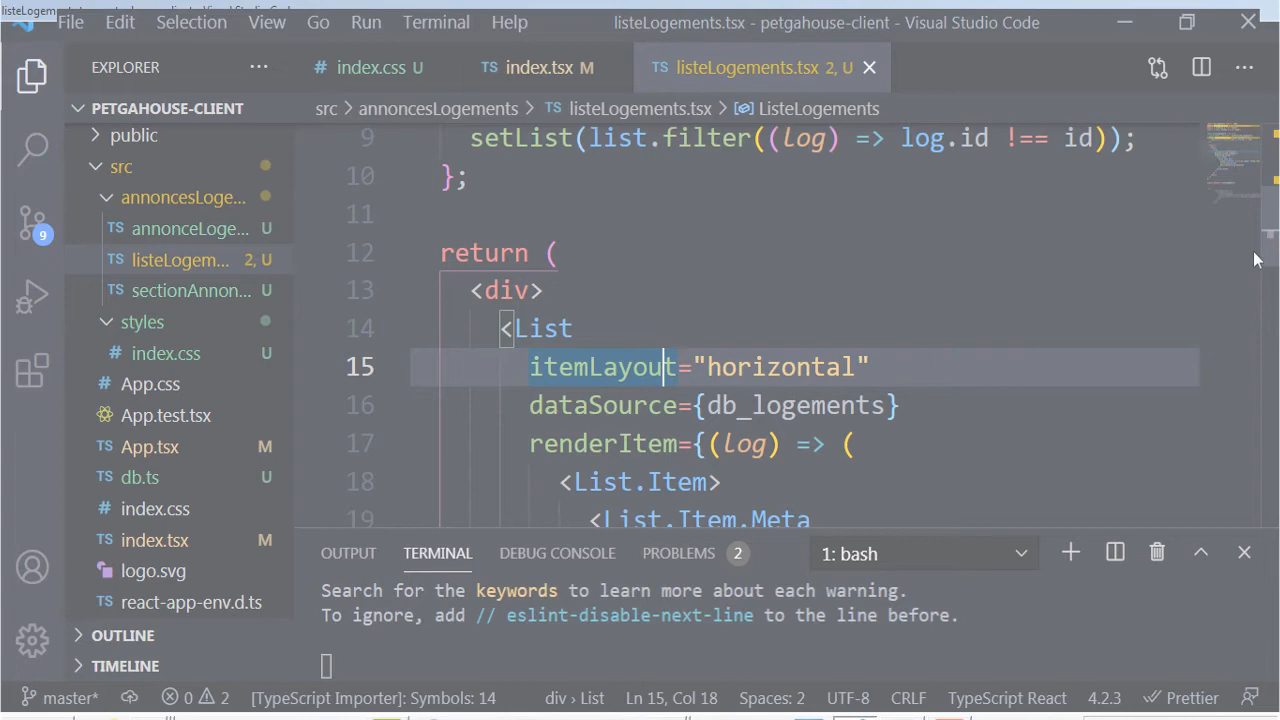 File Edit Selection View Go Run Terminal Help listeLogements.tsx - petgahouse-client - Visual Studio Code
EXPLORER
# index.css U TS index.tsx M TS listeLogements.tsx 2, U
PETGAHOUSE-CLIENT
src > annoncesLogements > TS listeLogements.tsx > ListeLogements
public
src
annoncesLoge...
TS annonceLoge... U
TS listeLogem... 2, U
TS sectionAnnon... U
styles
# index.css U
# App.css
App.test.tsx
TS App.tsx M
TS db.ts U
# index.css
TS index.tsx M
logo.svg
TS react-app-env.d.ts
OUTLINE
TIMELINE
9
9 setList(list.filter((log) => log.id !== id));
10 };
11
12 return (
13 <div>
14 <List
15 itemLayout="horizontal"
16 dataSource={db_logements}
17 renderItem={(log) => (
18 <List.Item>
19 <List.Item.Meta
OUTPUT TERMINAL DEBUG CONSOLE PROBLEMS 2 1: bash
Search for the keywords to learn more about each warning.
To ignore, add // eslint-disable-next-line to the line before.
master* 0 2 [TypeScript Importer]: Symbols: 14 div > List Ln 15, Col 18 Spaces: 2 UTF-8 CRLF TypeScript React 4.2.3 Prettier